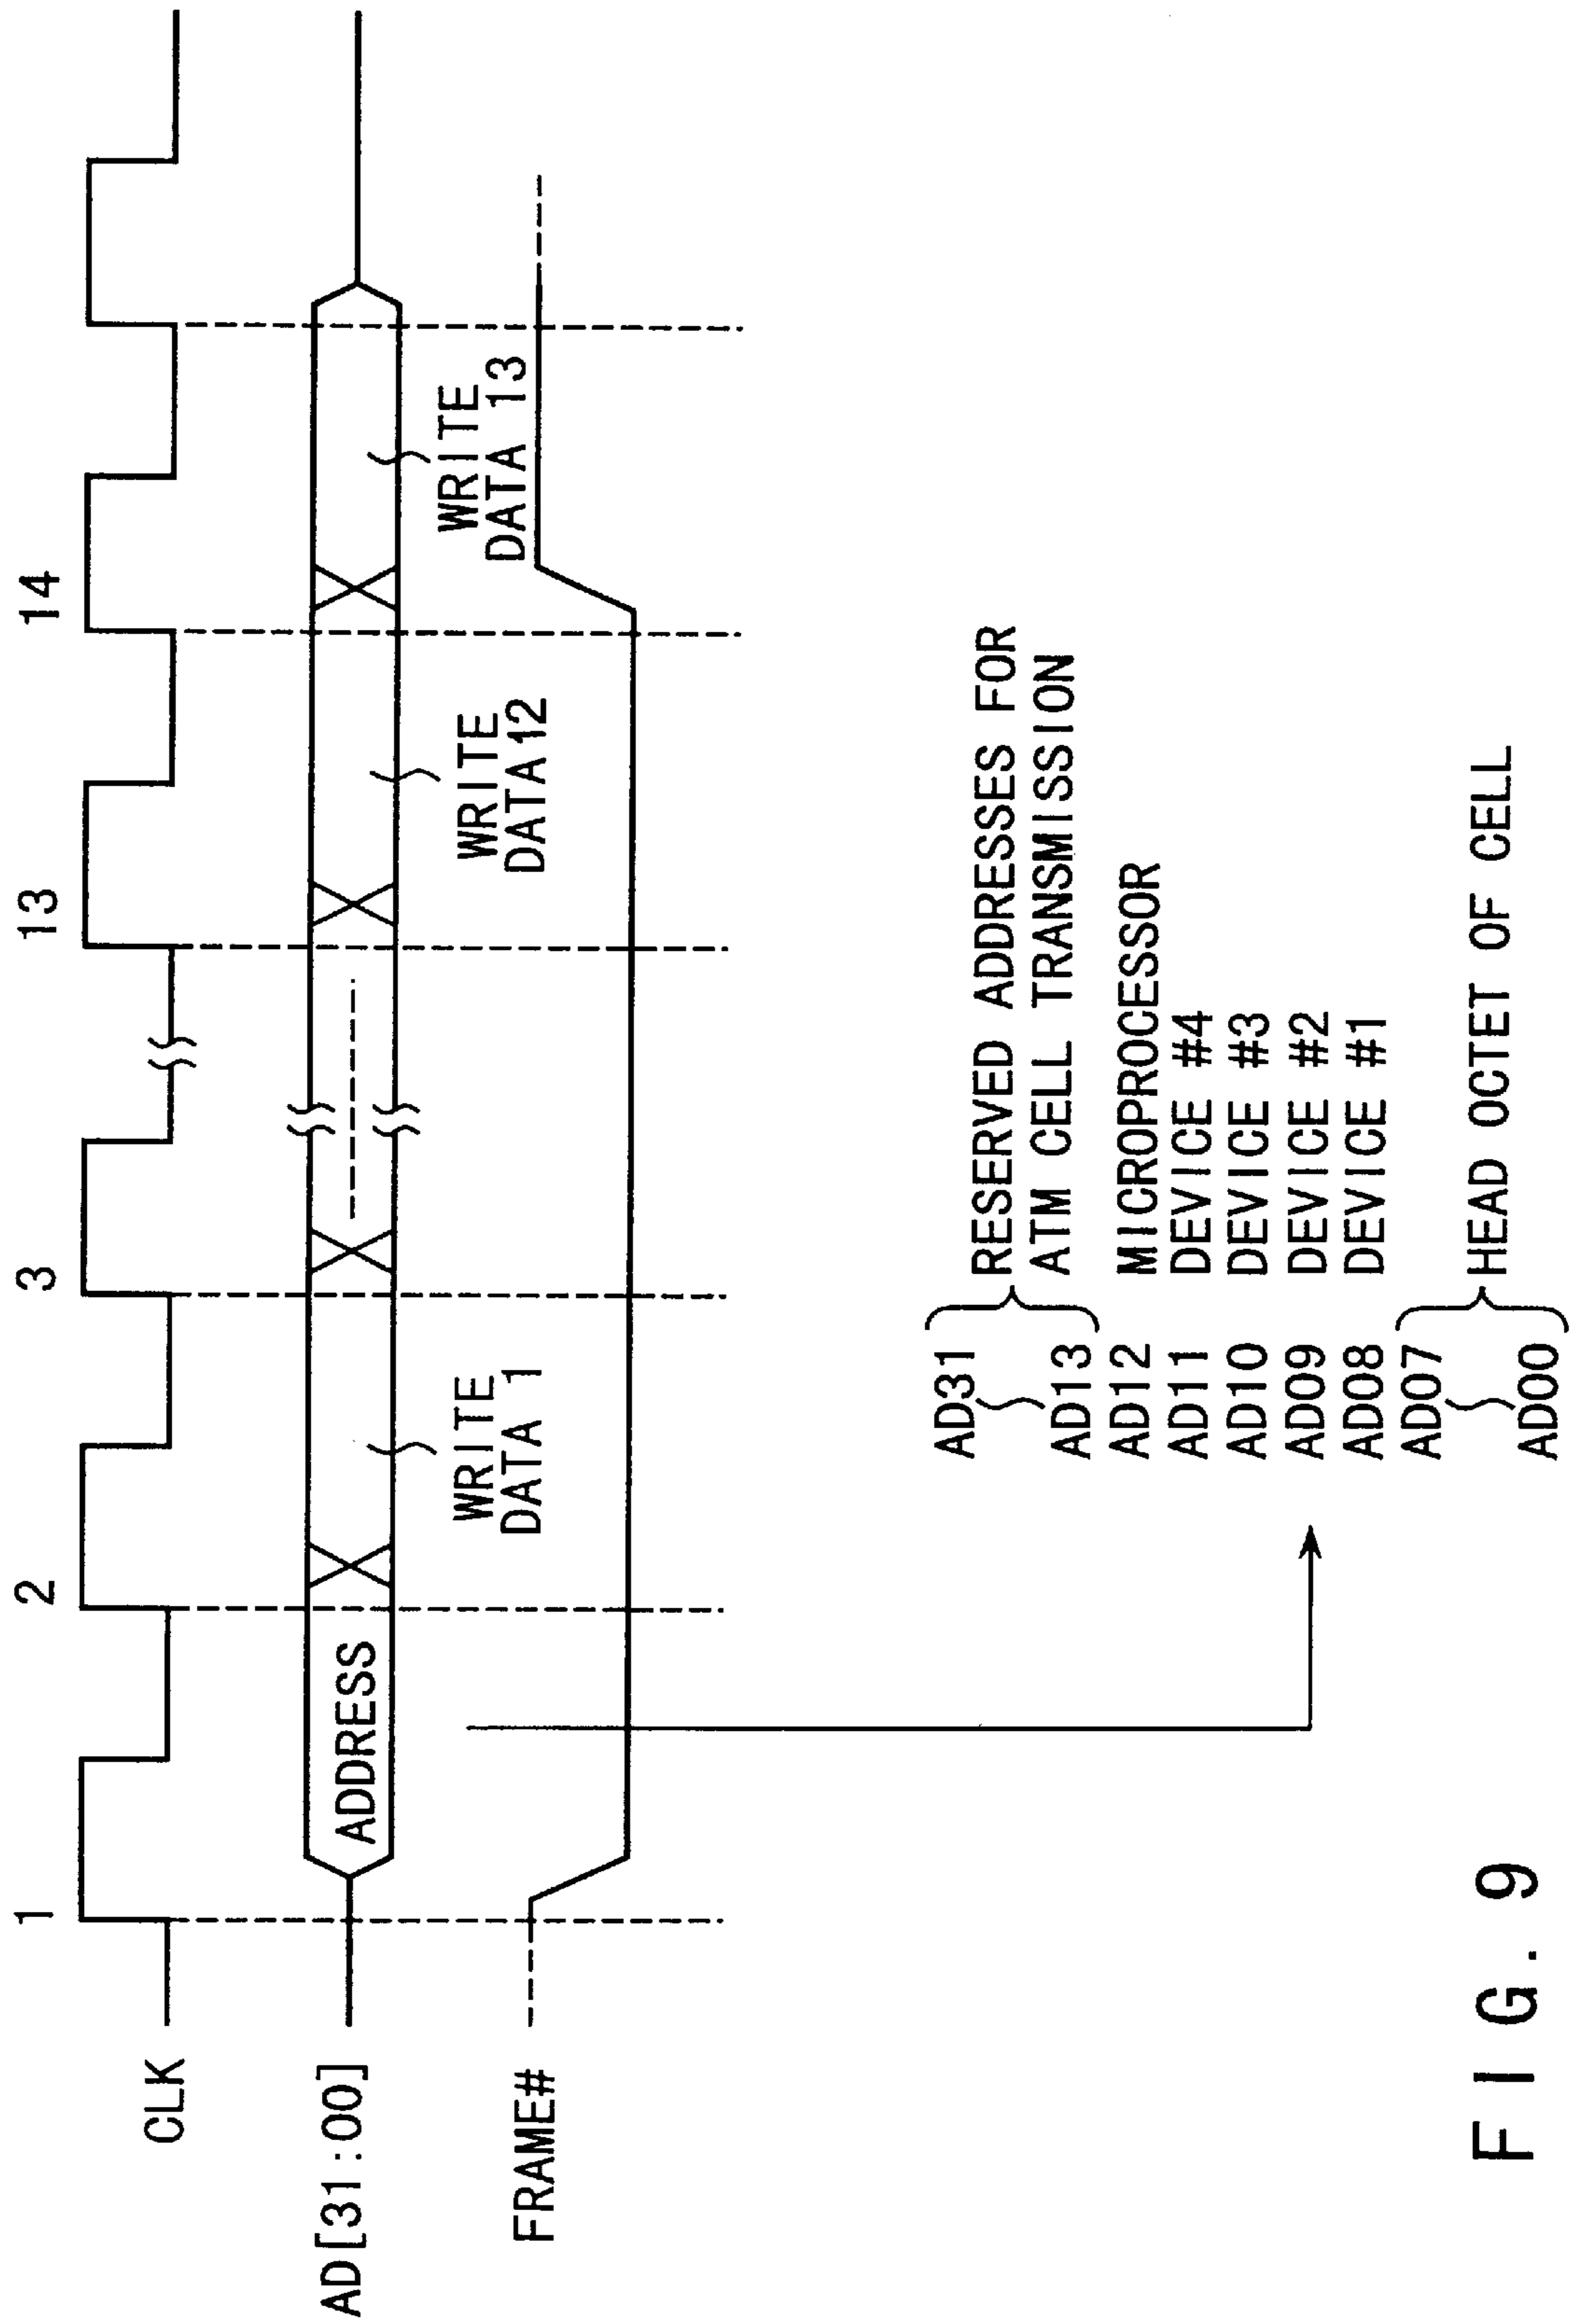 1 2 3 13 14
CLK
AD[31:00]
ADDRESS
WRITE
DATA 1
WRITE
DATA12
WRITE
DATA 13
FRAME#
AD31
AD13
RESERVED ADDRESSES FOR
ATM CELL TRANSMISSION
AD12 MICROPROCESSOR
AD11 DEVICE #4
AD10 DEVICE #3
AD09 DEVICE #2
AD08 DEVICE #1
AD07
AD00
HEAD OCTET OF CELL
FIG. 9